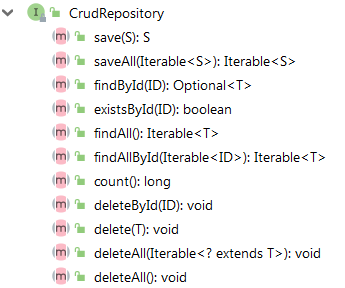 I CrudRepository
m save(S): S
m saveAll(Iterable<S>): Iterable<S>
m findById(ID): Optional<T>
m existsById(ID): boolean
m findAll(): Iterable<T>
m findAllById(Iterable<ID>): Iterable<T>
m count(): long
m deleteById(ID): void
m delete(T): void
m deleteAll(Iterable<? extends T>): void
m deleteAll(): void